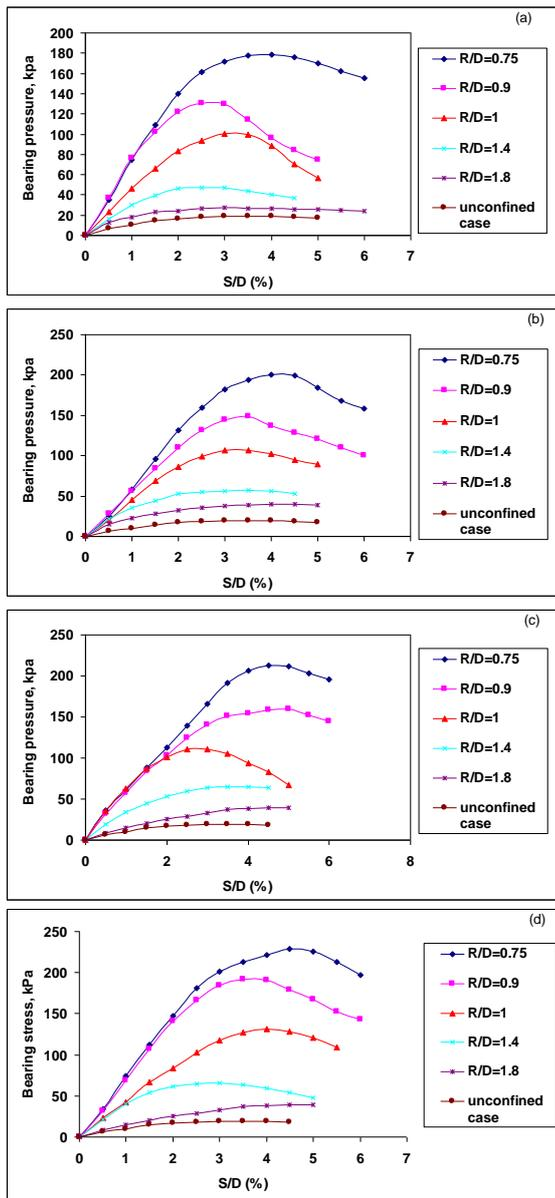 (a)
200
180
160
140
120
100
80
60
40
20
0
Bearing pressure, kpa
0 1 2 3 4 5 6 7
S/D (%)
R/D=0.75
R/D=0.9
R/D=1
R/D=1.4
R/D=1.8
unconfined
case
(b)
250
200
150
100
50
0
Bearing pressure, kpa
0 1 2 3 4 5 6 7
S/D (%)
R/D=0.75
R/D=0.9
R/D=1
R/D=1.4
R/D=1.8
unconfined
case
(c)
250
200
150
100
50
0
Bearing pressure, kpa
0 2 4 6 8
S/D (%)
R/D=0.75
R/D=0.9
R/D=1
R/D=1.4
R/D=1.8
unconfined
case
(d)
250
200
150
100
50
0
Bearing stress, kPa
0 1 2 3 4 5 6 7
S/D (%)
R/D=0.75
R/D=0.9
R/D=1
R/D=1.4
R/D=1.8
unconfined
case